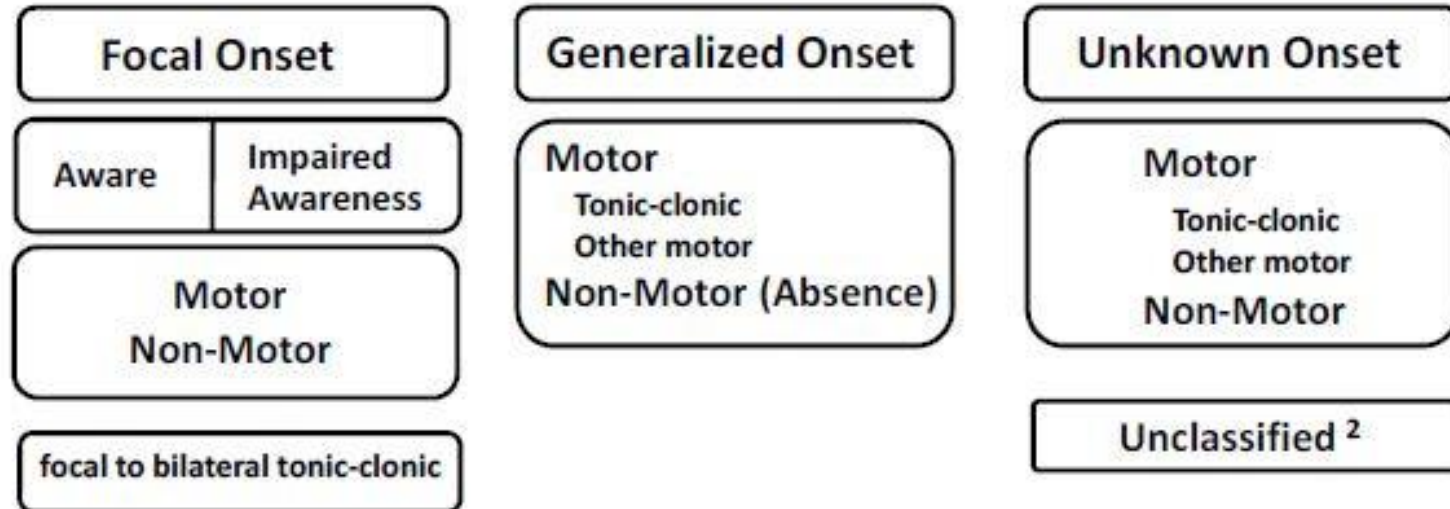 Focal Onset
Aware
Impaired
Awareness
Motor
Non-Motor
focal to bilateral tonic-clonic
Generalized Onset
Motor
Tonic-clonic
Other motor
Non-Motor (Absence)
Unknown Onset
Motor
Tonic-clonic
Other motor
Non-Motor
Unclassified ²